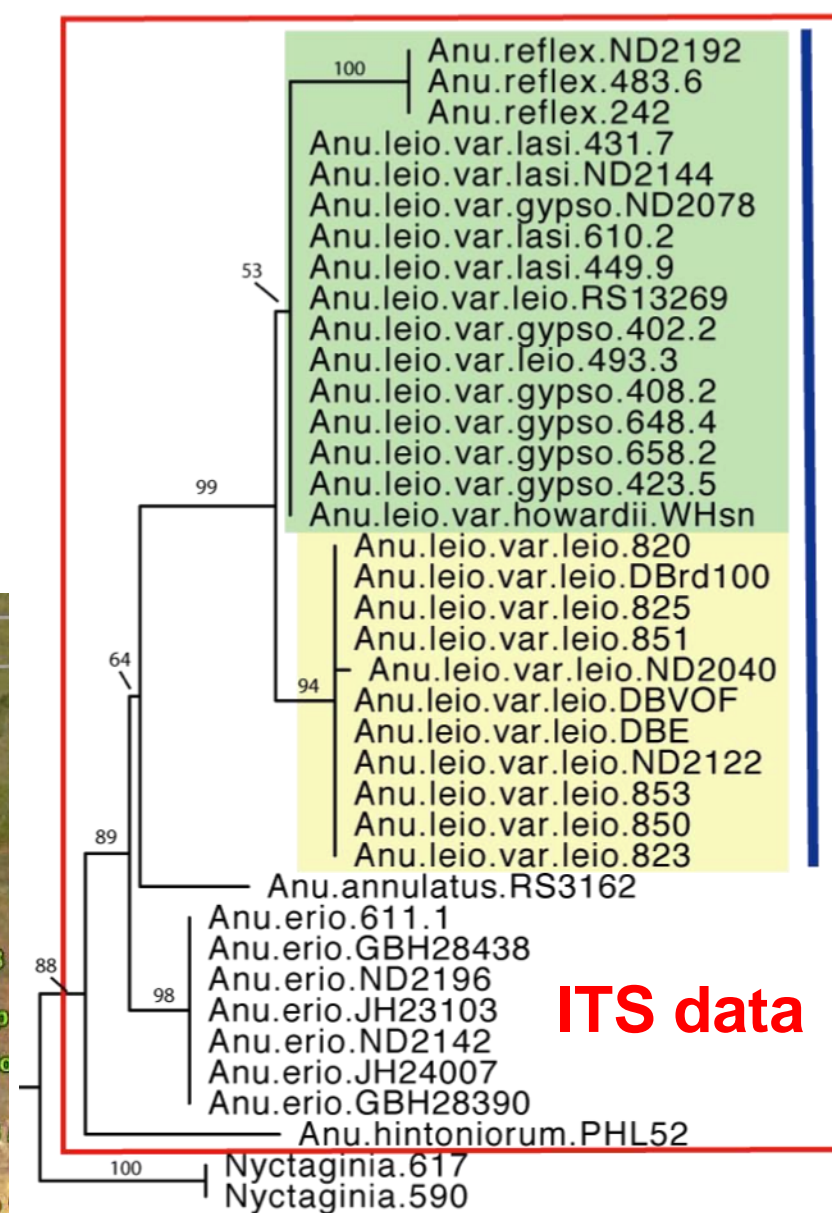 100
Anu.reflex.ND2192
Anu.reflex.483.6
Anu.reflex.242
Anu.leio.var.lasi.431.7
Anu.leio.var.lasi.ND2144
Anu.leio.var.gypso.ND2078
Anu.leio.var.lasi.610.2
Anu.leio.var.lasi.449.9
53
Anu.leio.var.leio.RS13269
Anu.leio.var.gypso.402.2
Anu.leio.var.leio.493.3
Anu.leio.var.gypso.408.2
Anu.leio.var.gypso.648.4
Anu.leio.var.gypso.658.2
Anu.leio.var.gypso.423.5
99
Anu.leio.var.howardii.WHsn
Anu.leio.var.leio.820
Anu.leio.var.leio.DBrd100
Anu.leio.var.leio.825
Anu.leio.var.leio.851
64
Anu.leio.var.leio.ND2040
94
Anu.leio.var.leio.DBVOF
Anu.leio.var.leio.DBE
Anu.leio.var.leio.ND2122
Anu.leio.var.leio.853
Anu.leio.var.leio.850
89
Anu.leio.var.leio.823
Anu.annulatus.RS3162
Anu.erio.611.1
Anu.erio.GBH28438
88
Anu.erio.ND2196
98
Anu.erio.JH23103
ITS data
Anu.erio.ND2142
Anu.erio.JH24007
Anu.erio.GBH28390
Anu.hintoniorum.PHL52
100
Nyctaginia.617
Nyctaginia.590